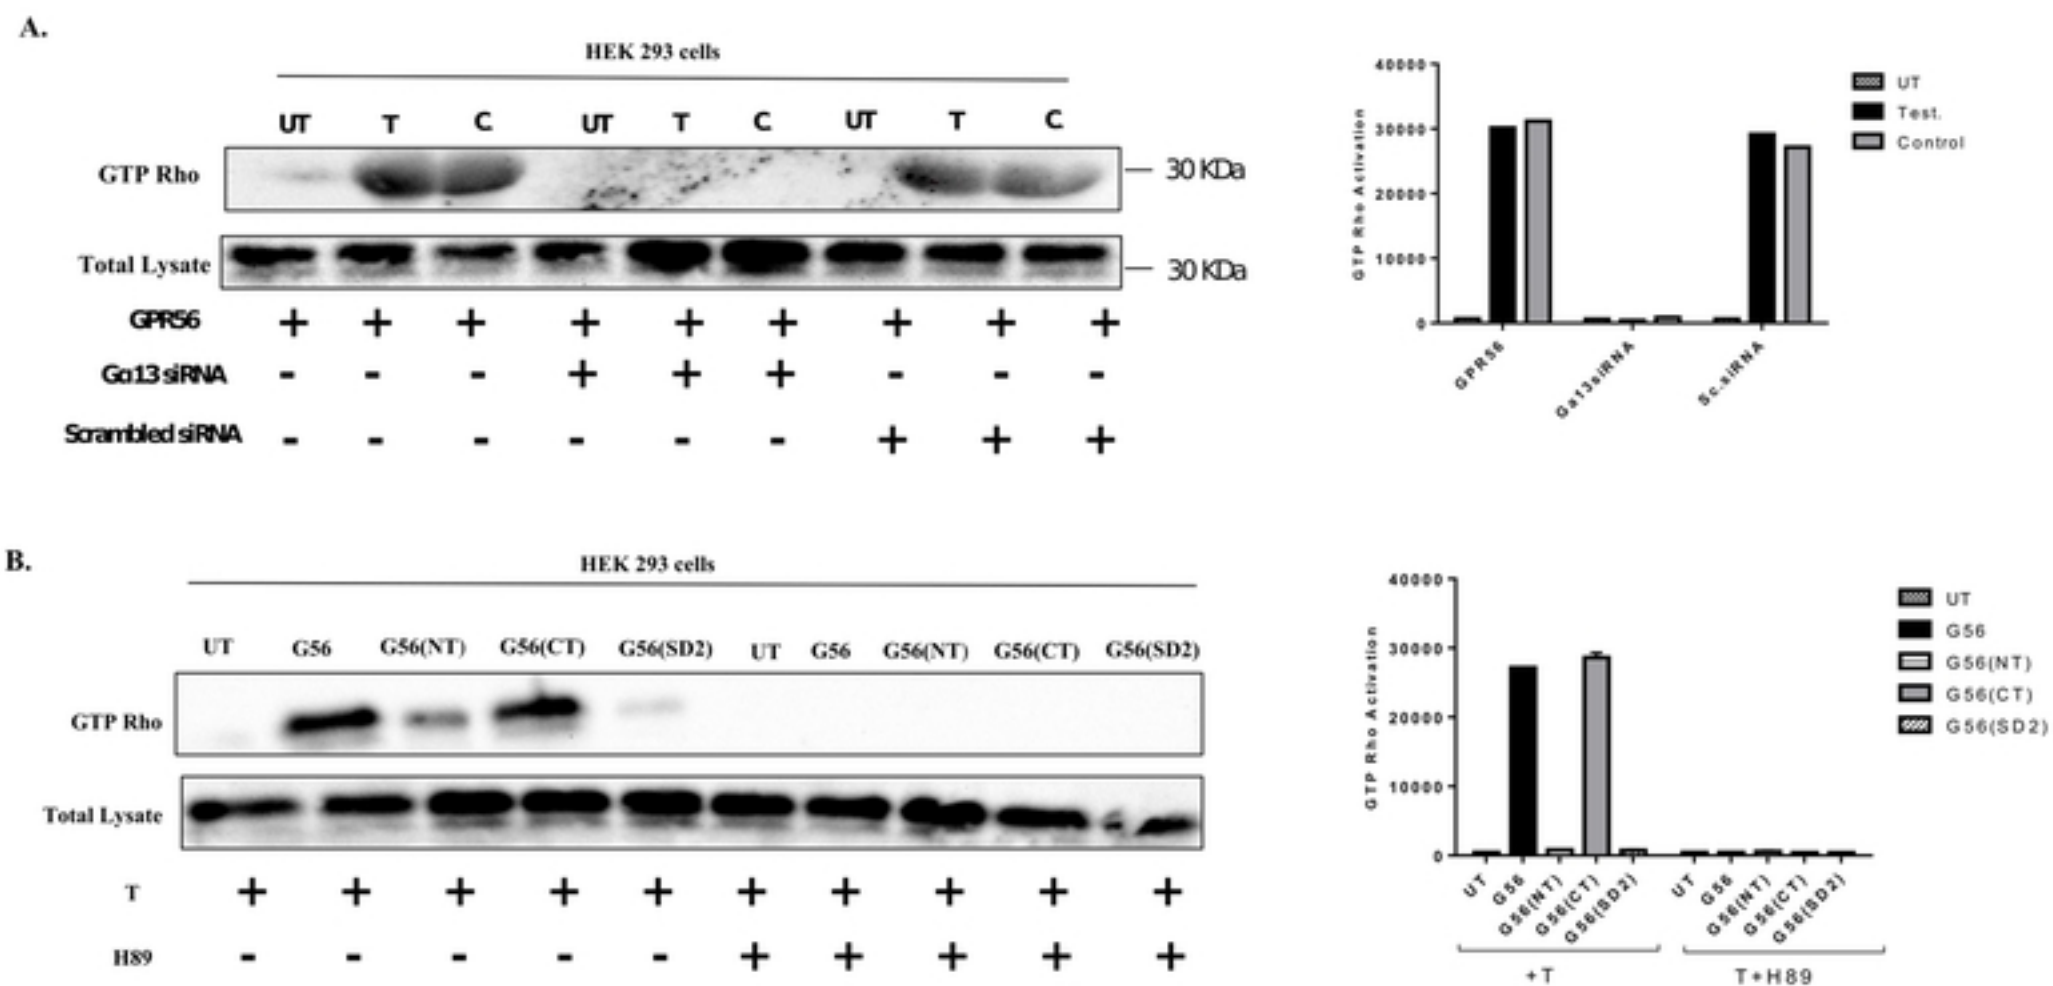 A.
HEK 293 cells
UT T C UT T C UT T C
GTP Rho
30 KDa
Total Lysate
30 KDa
GPR56 + + + + + + + + +
Gα13 siRNA - - - + + + - - -
Scrambled siRNA - - - - - - + + +
40000
30000
20000
10000
0
GTP Rho Activation
GPR56
Ga13siRNA
Sc.siRNA
UT
Test.
Control
B.
HEK 293 cells
UT G56 G56(NT) G56(CT) G56(SD2) UT G56 G56(NT) G56(CT) G56(SD2)
GTP Rho
Total Lysate
T + + + + + + + + + +
H89 - - - - - + + + + +
40000
30000
20000
10000
0
GTP Rho Activation
UT
G56
G56(NT)
G56(CT)
G56(SD2)
UT
G56
G56(NT)
G56(CT)
G56(SD2)
+T
T+H89
UT
G56
G56(NT)
G56(CT)
G56(SD2)